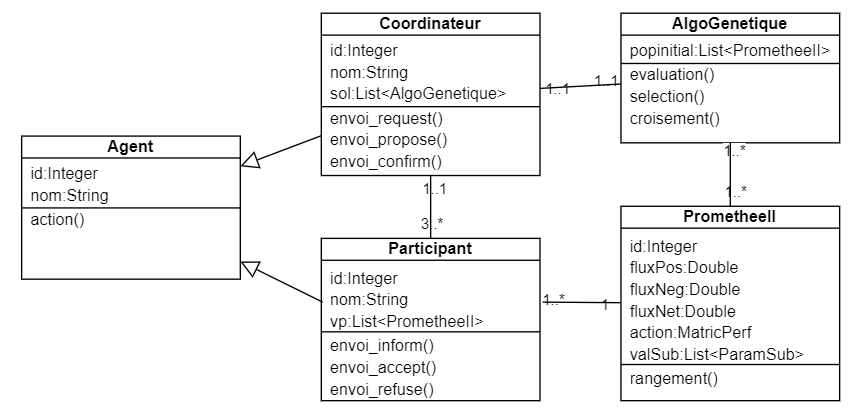 Coordinateur
id:Integer
nom:String
sol:List<AlgoGenetique>
envoi_request()
envoi_propose()
envoi_confirm()
AlgoGenetique
popinitial:List<PrometheeII>
evaluation()
selection()
croisement()
1..1
1..1
Agent
id:Integer
nom:String
action()
1..1
3..*
1..*
1..*
Participant
id:Integer
nom:String
vp:List<PrometheeII>
envoi_inform()
envoi_accept()
envoi_refuse()
1..*
1
PrometheeII
id:Integer
fluxPos:Double
fluxNeg:Double
fluxNet:Double
action:MatricPerf
valSub:List<ParamSub>
rangement()